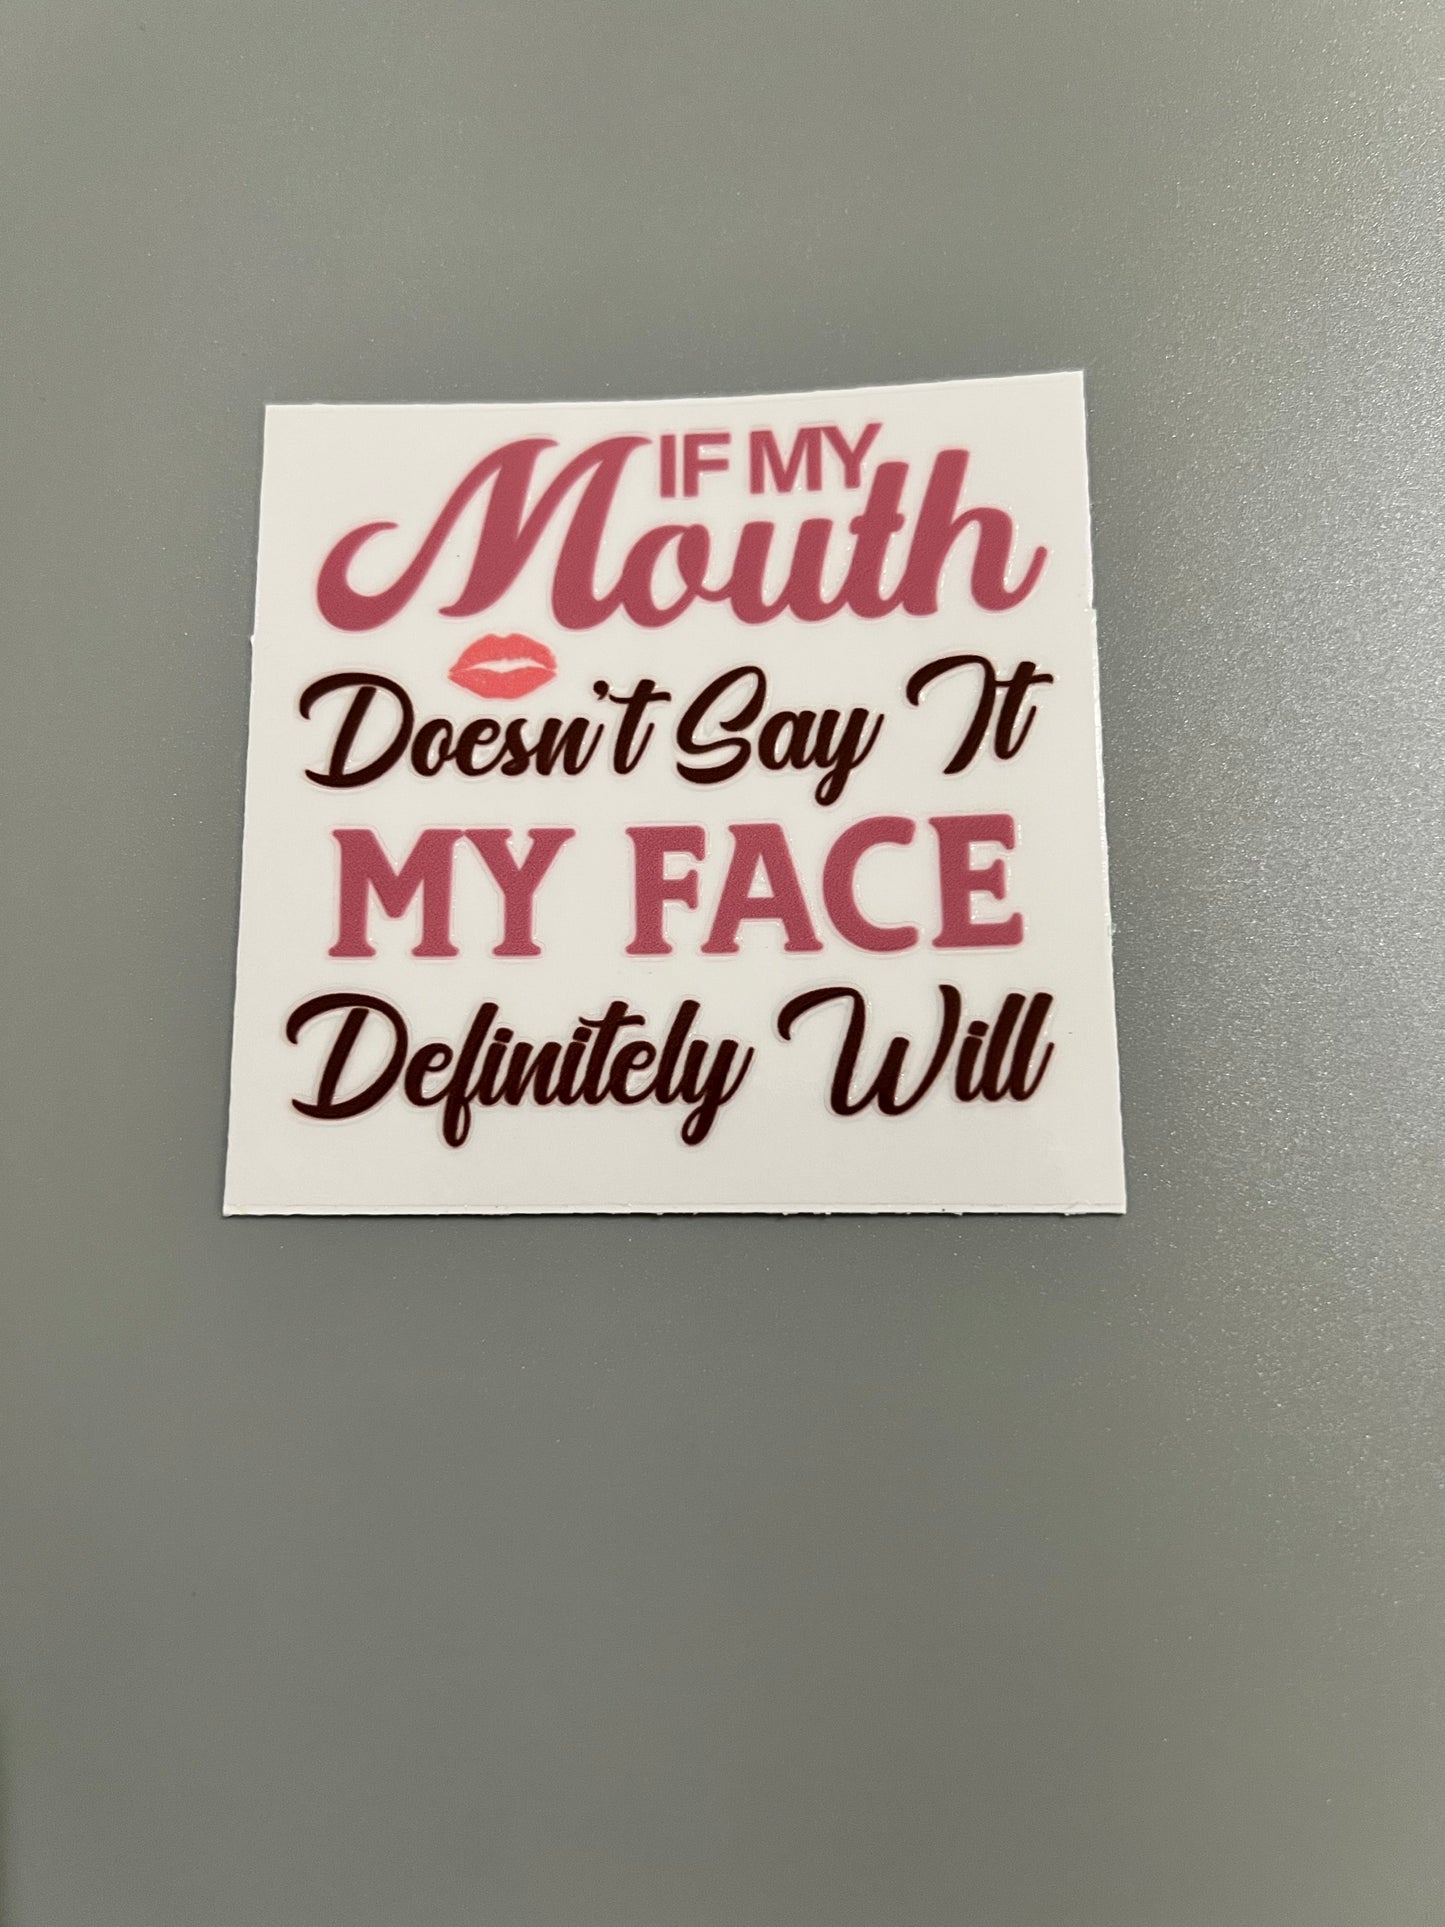 IF MY
Mouth
Doesn't Say It
MY FACE
Definitely Will